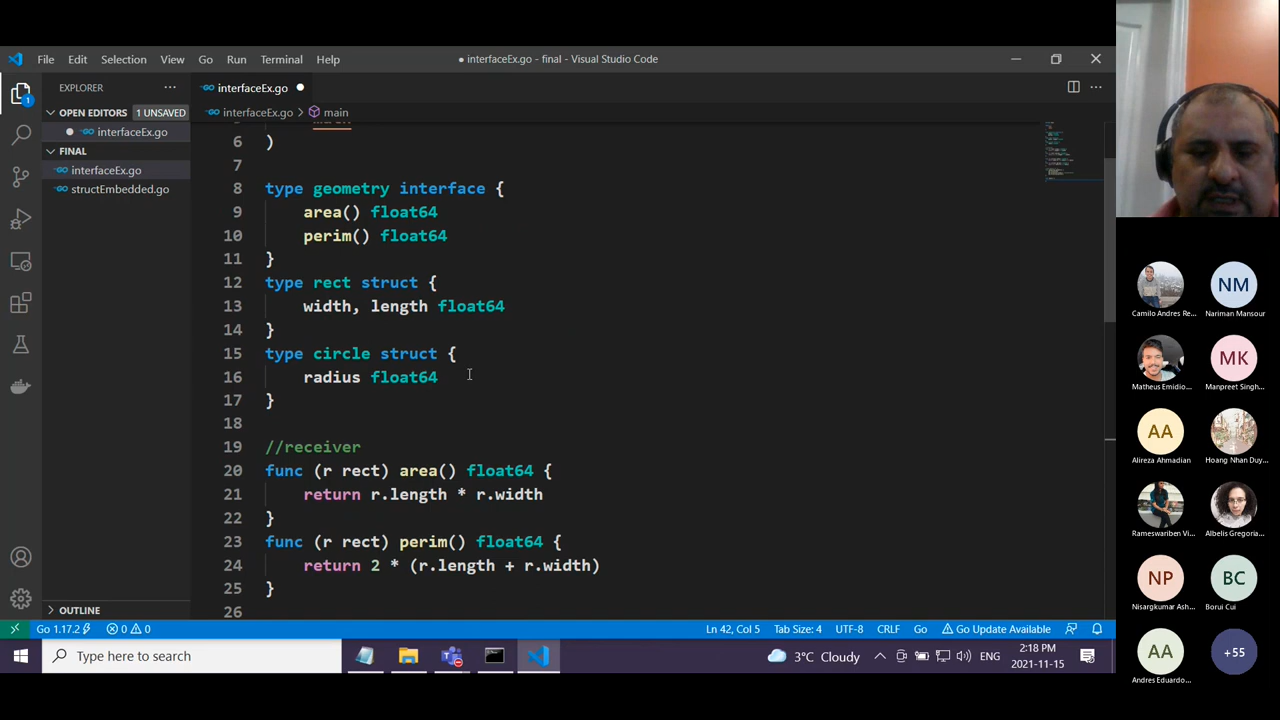 File Edit Selection View Go Run Terminal Help
● interfaceEx.go - final - Visual Studio Code
EXPLORER
interfaceEx.go ●
OPEN EDITORS 1 UNSAVED
interfaceEx.go > main
● interfaceEx.go
FINAL
interfaceEx.go
structEmbedded.go
6 )
7
8 type geometry interface {
9 area() float64
10 perim() float64
11 }
12 type rect struct {
13 width, length float64
14 }
15 type circle struct {
16 radius float64
17 }
18
19 //receiver
20 func (r rect) area() float64 {
21 return r.length * r.width
22 }
23 func (r rect) perim() float64 {
24 return 2 * (r.length + r.width)
25 }
26
OUTLINE
Go 1.17.2 0 0 Ln 42, Col 5 Tab Size: 4 UTF-8 CRLF Go Go Update Available
Type here to search
3°C Cloudy
ENG
2:18 PM
2021-11-15
1
NM
Camilo Andres Re... Nariman Mansour
MK
Matheus Emidio... Manpreet Singh...
AA
Alireza Ahmadian Hoang Nhan Duy...
Rameswariben Vi... Albelis Gregoria...
NP BC
Nisargkumar Ash... Borui Cui
AA +55
Andres Eduardo...